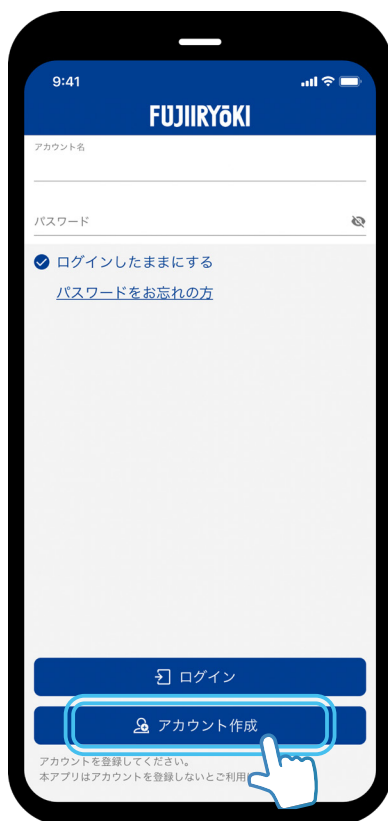 9:41
FUJIIRYōKI
アカウント名
パスワード
ログインしたままにする
パスワードをお忘れの方
ログイン
アカウント作成
アカウントを登録してください。
本アプリはアカウントを登録しないとご利用